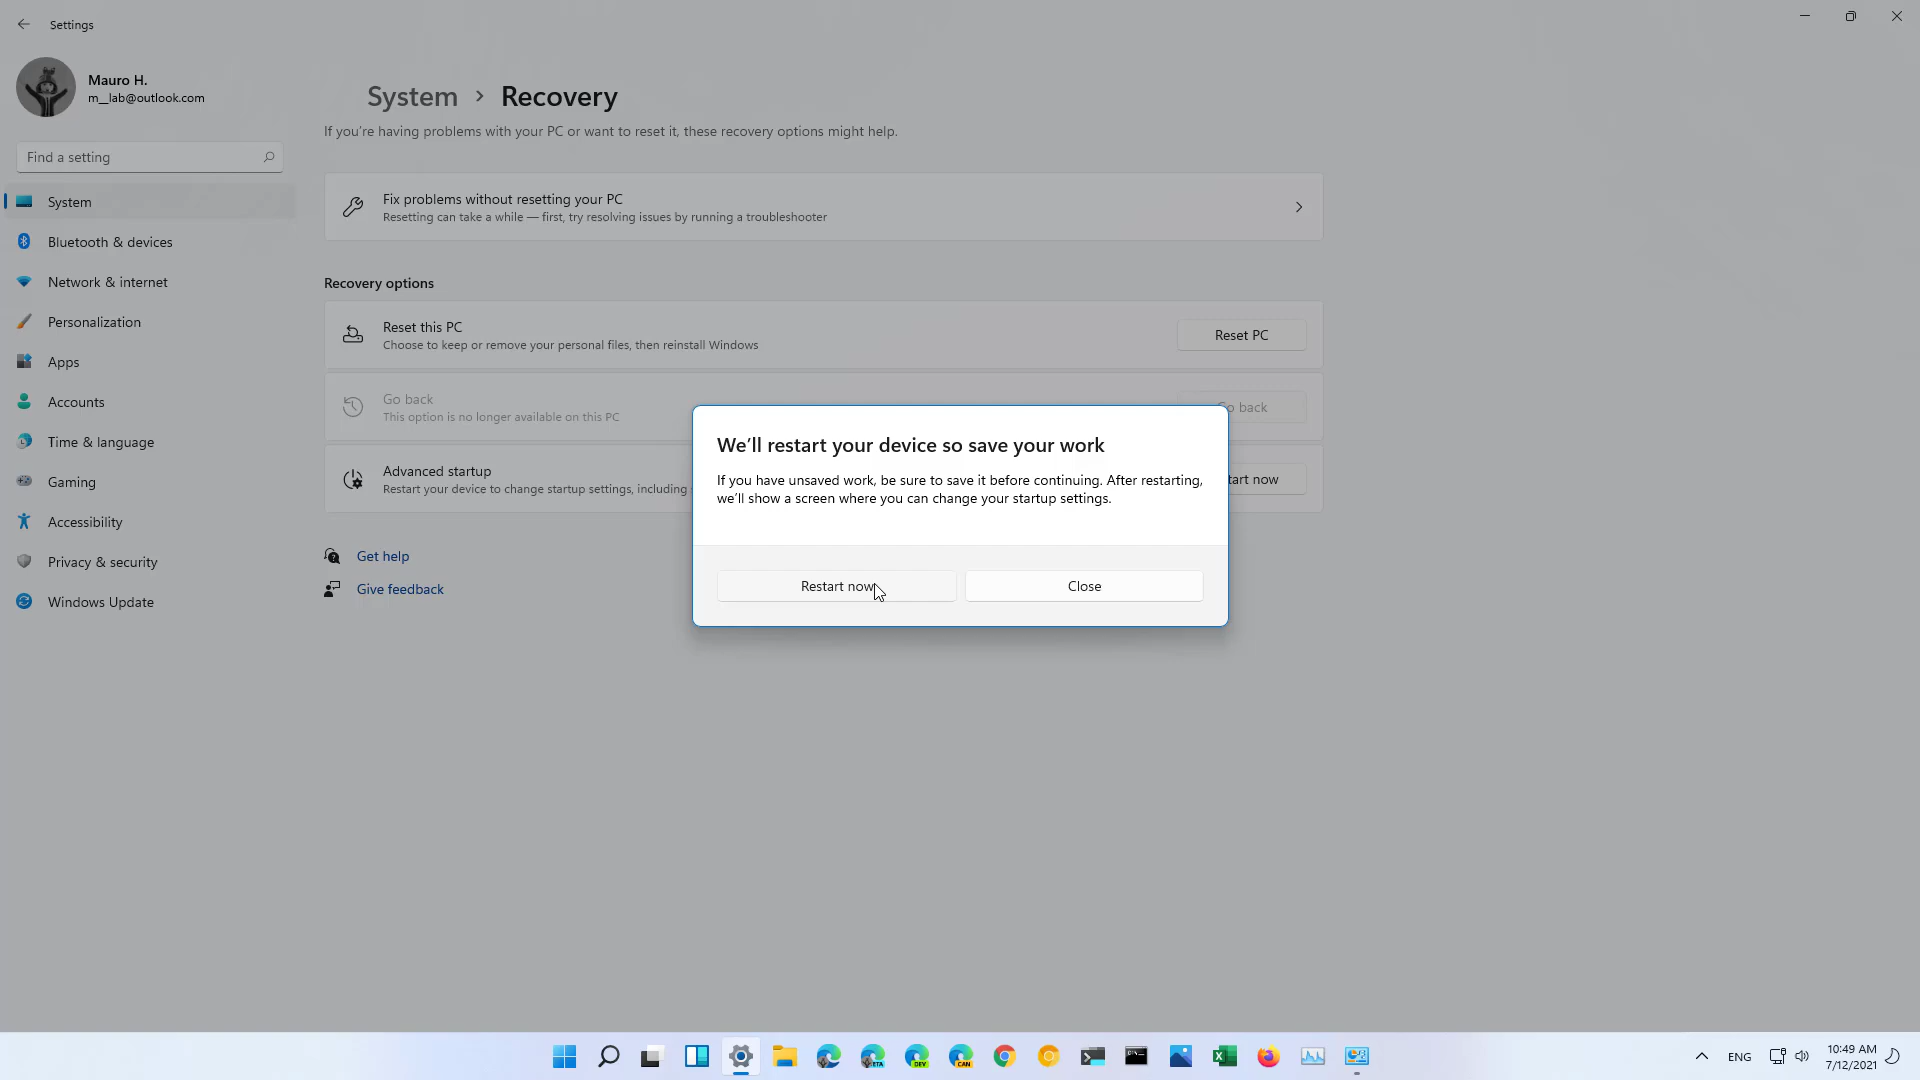 Settings
Mauro H.
m__lab@outlook.com
Find a setting
System
Bluetooth & devices
Network & internet
Personalization
Apps
Accounts
Time & language
Gaming
Accessibility
Privacy & security
Windows Update
System > Recovery
If you're having problems with your PC or want to reset it, these recovery options might help.
Fix problems without resetting your PC
Resetting can take a while — first, try resolving issues by running a troubleshooter
Recovery options
Reset this PC
Choose to keep or remove your personal files, then reinstall Windows
Reset PC
Go back
This option is no longer available on this PC
Go back
Advanced startup
Restart your device to change startup settings, including
tart now
Get help
Give feedback
We'll restart your device so save your work
If you have unsaved work, be sure to save it before continuing. After restarting,
we'll show a screen where you can change your startup settings.
Restart now
Close
BETA
DEV
CAN
ENG
10:49 AM
7/12/2021